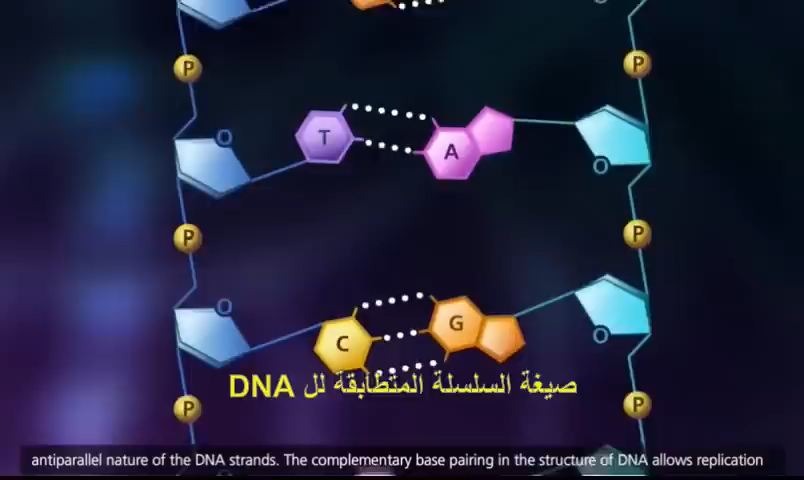 P
P
O
T
A
O
P
P
O
C
G
O
صيغة السلسلة المتطابقة لل DNA
P
P
antiparallel nature of the DNA strands. The complementary base pairing in the structure of DNA allows replication